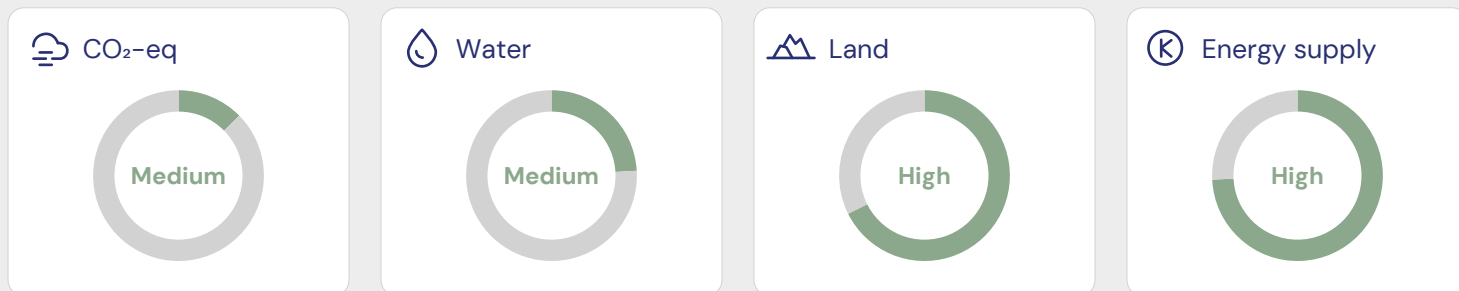 CO₂-eq
Medium
Water
Medium
Land
High
Energy supply
High